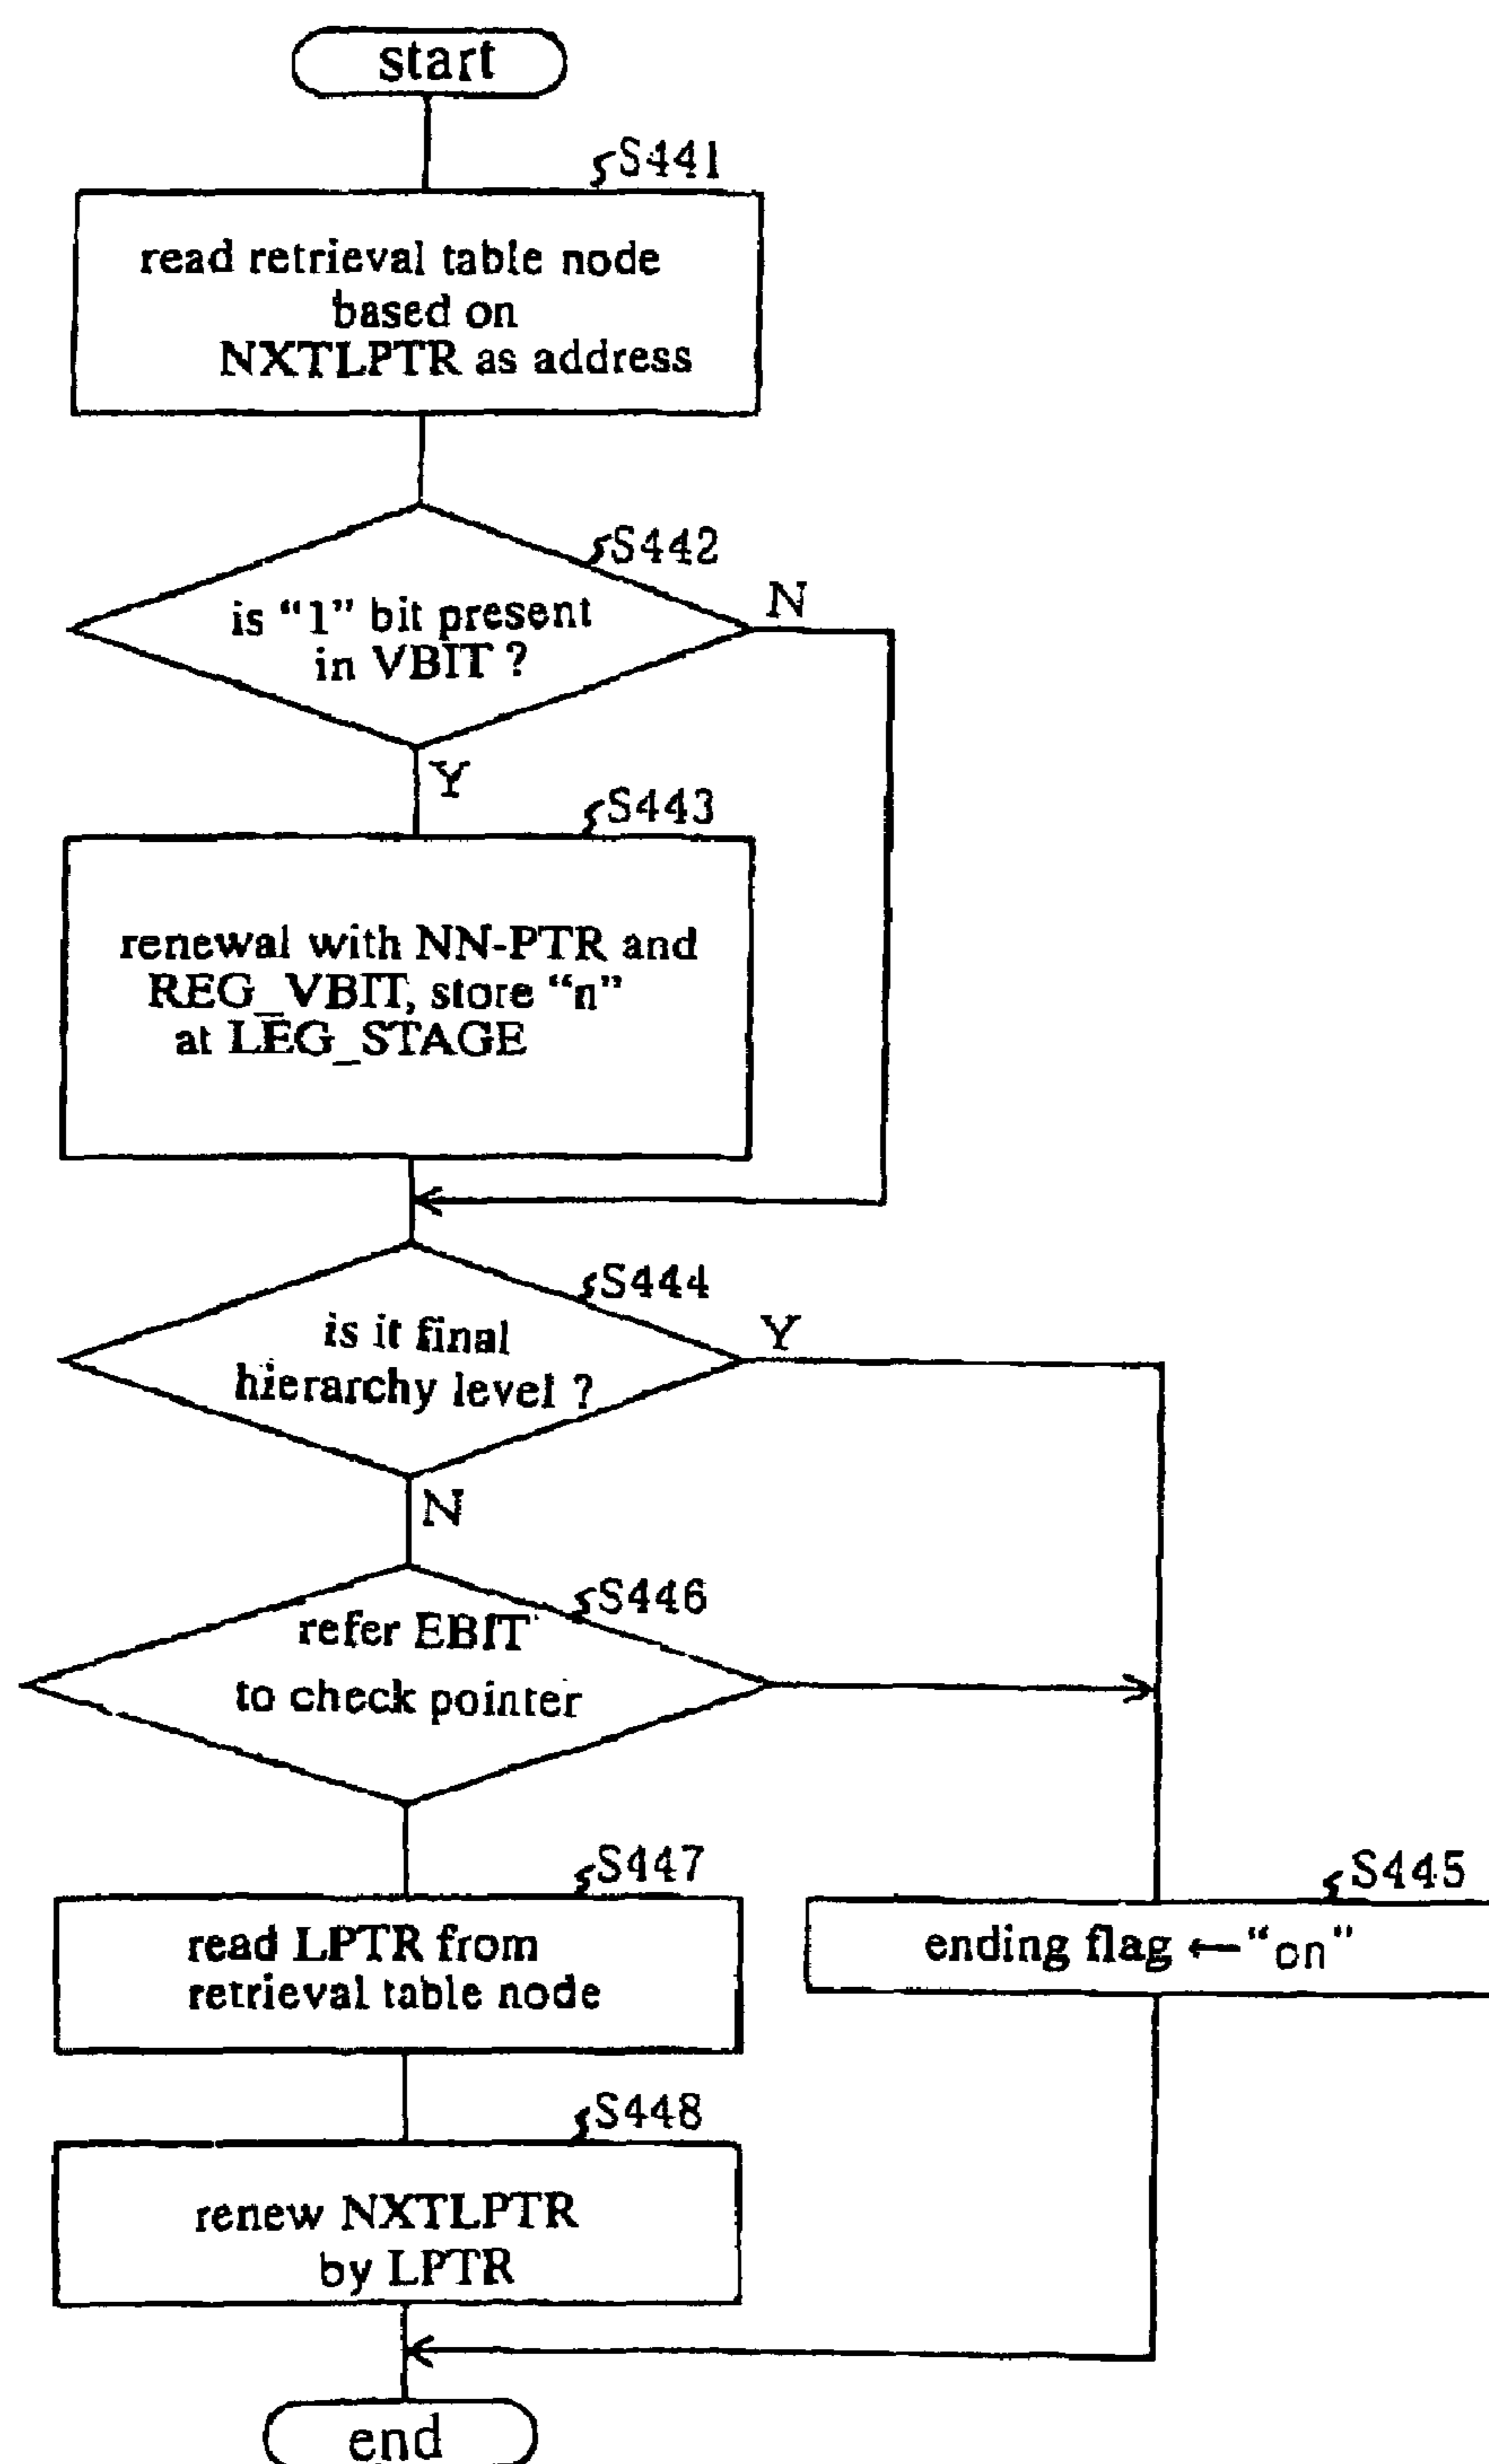 start
S441
read retrieval table node
based on
NXTLPTR as address
S442
is “1” bit present
in VBIT ?
N
Y
S443
renewal with NN-PTR and
REG_VBIT, store “n”
at LEG_STAGE
S444
is it final
hierarchy level ?
Y
N
S446
refer EBIT
to check pointer
S447
read LPTR from
retrieval table node
S445
ending flag ←“on”
S448
renew NXTLPTR
by LPTR
end